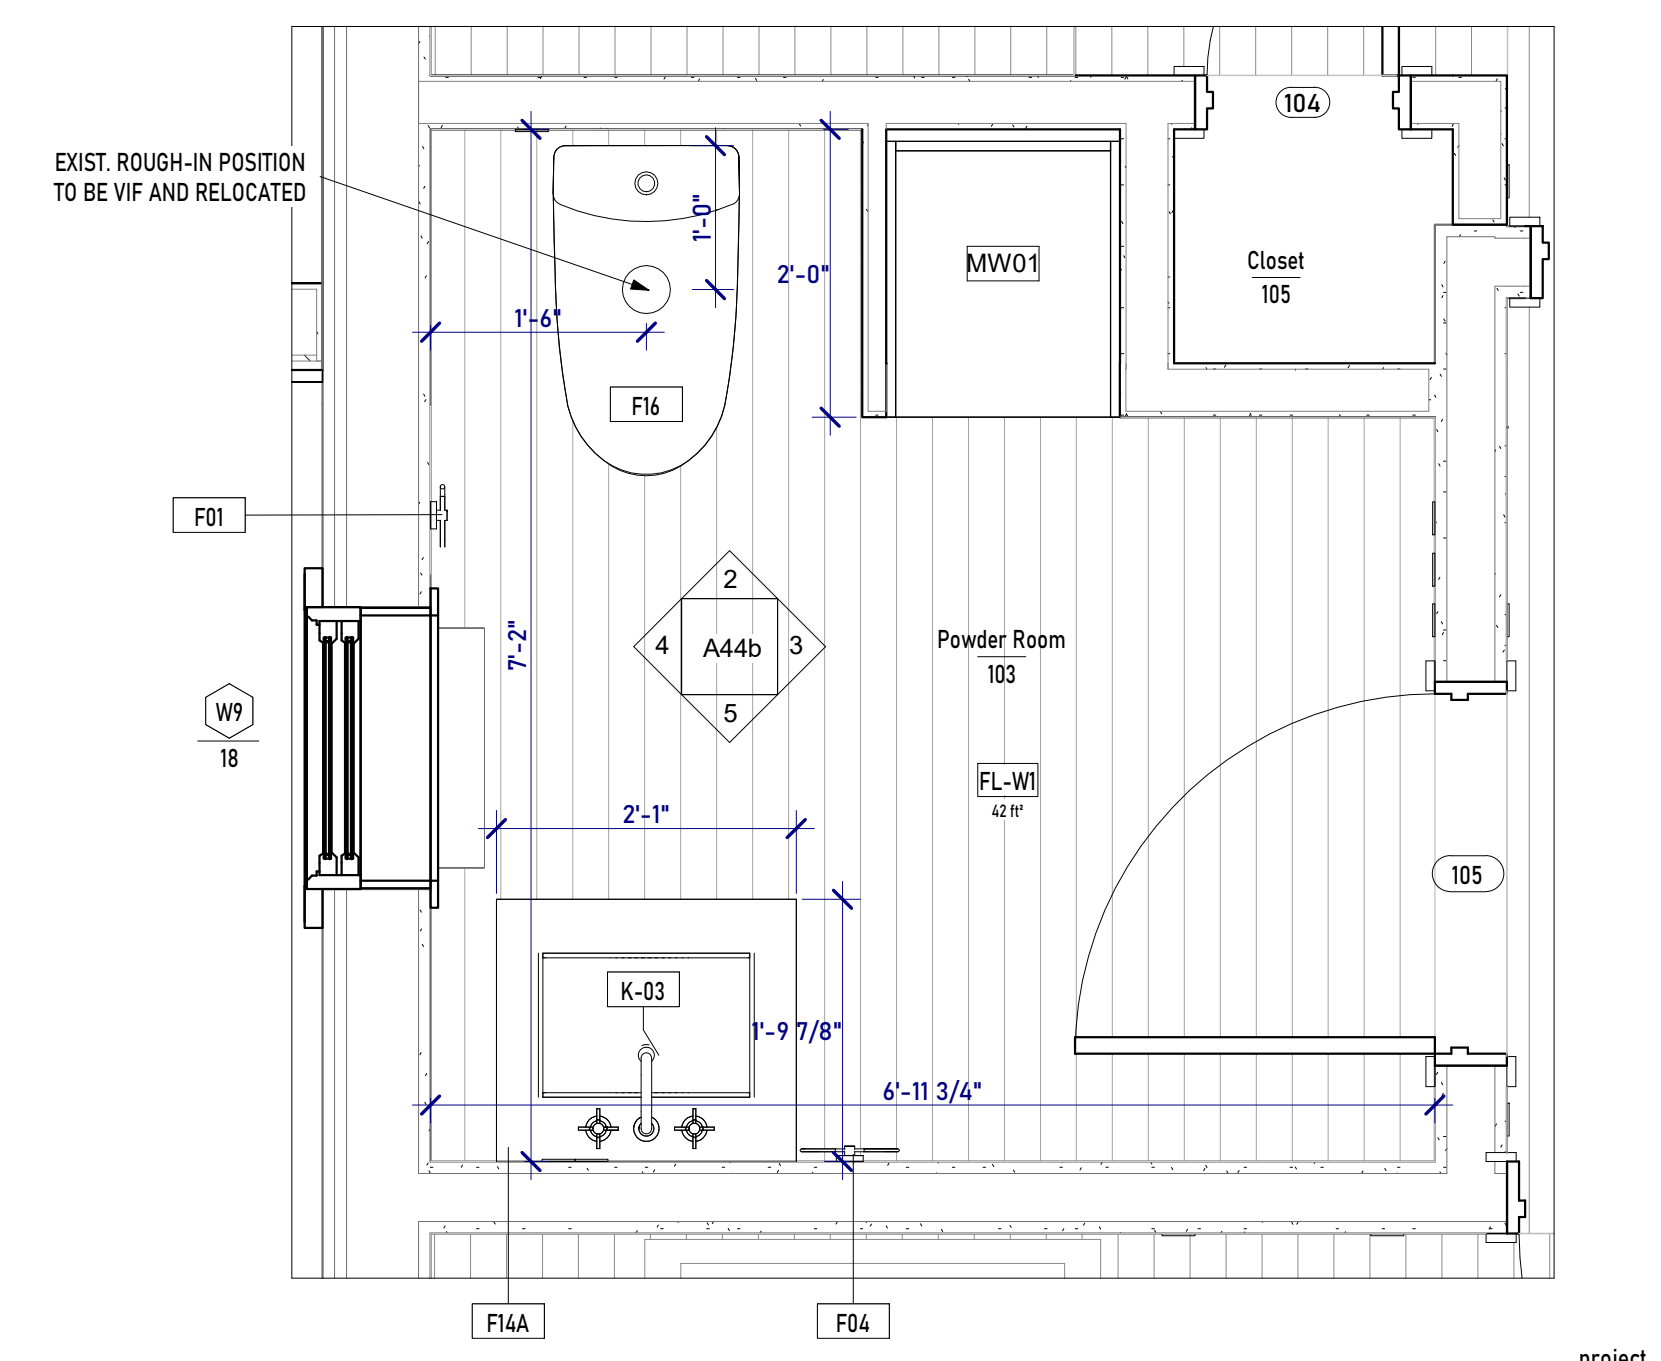 104
EXIST. ROUGH-IN POSITION
TO BE VIF AND RELOCATED
1'-0"
2'-0"
MW01
Closet
105
1'-6"
F16
F01
2
4
A44b
3
5
7'-2"
Powder Room
103
W9
18
FL-W1
42 ft²
2'-1"
105
K-03
1'-9 7/8"
6'-11 3/4"
F14A
F04
project